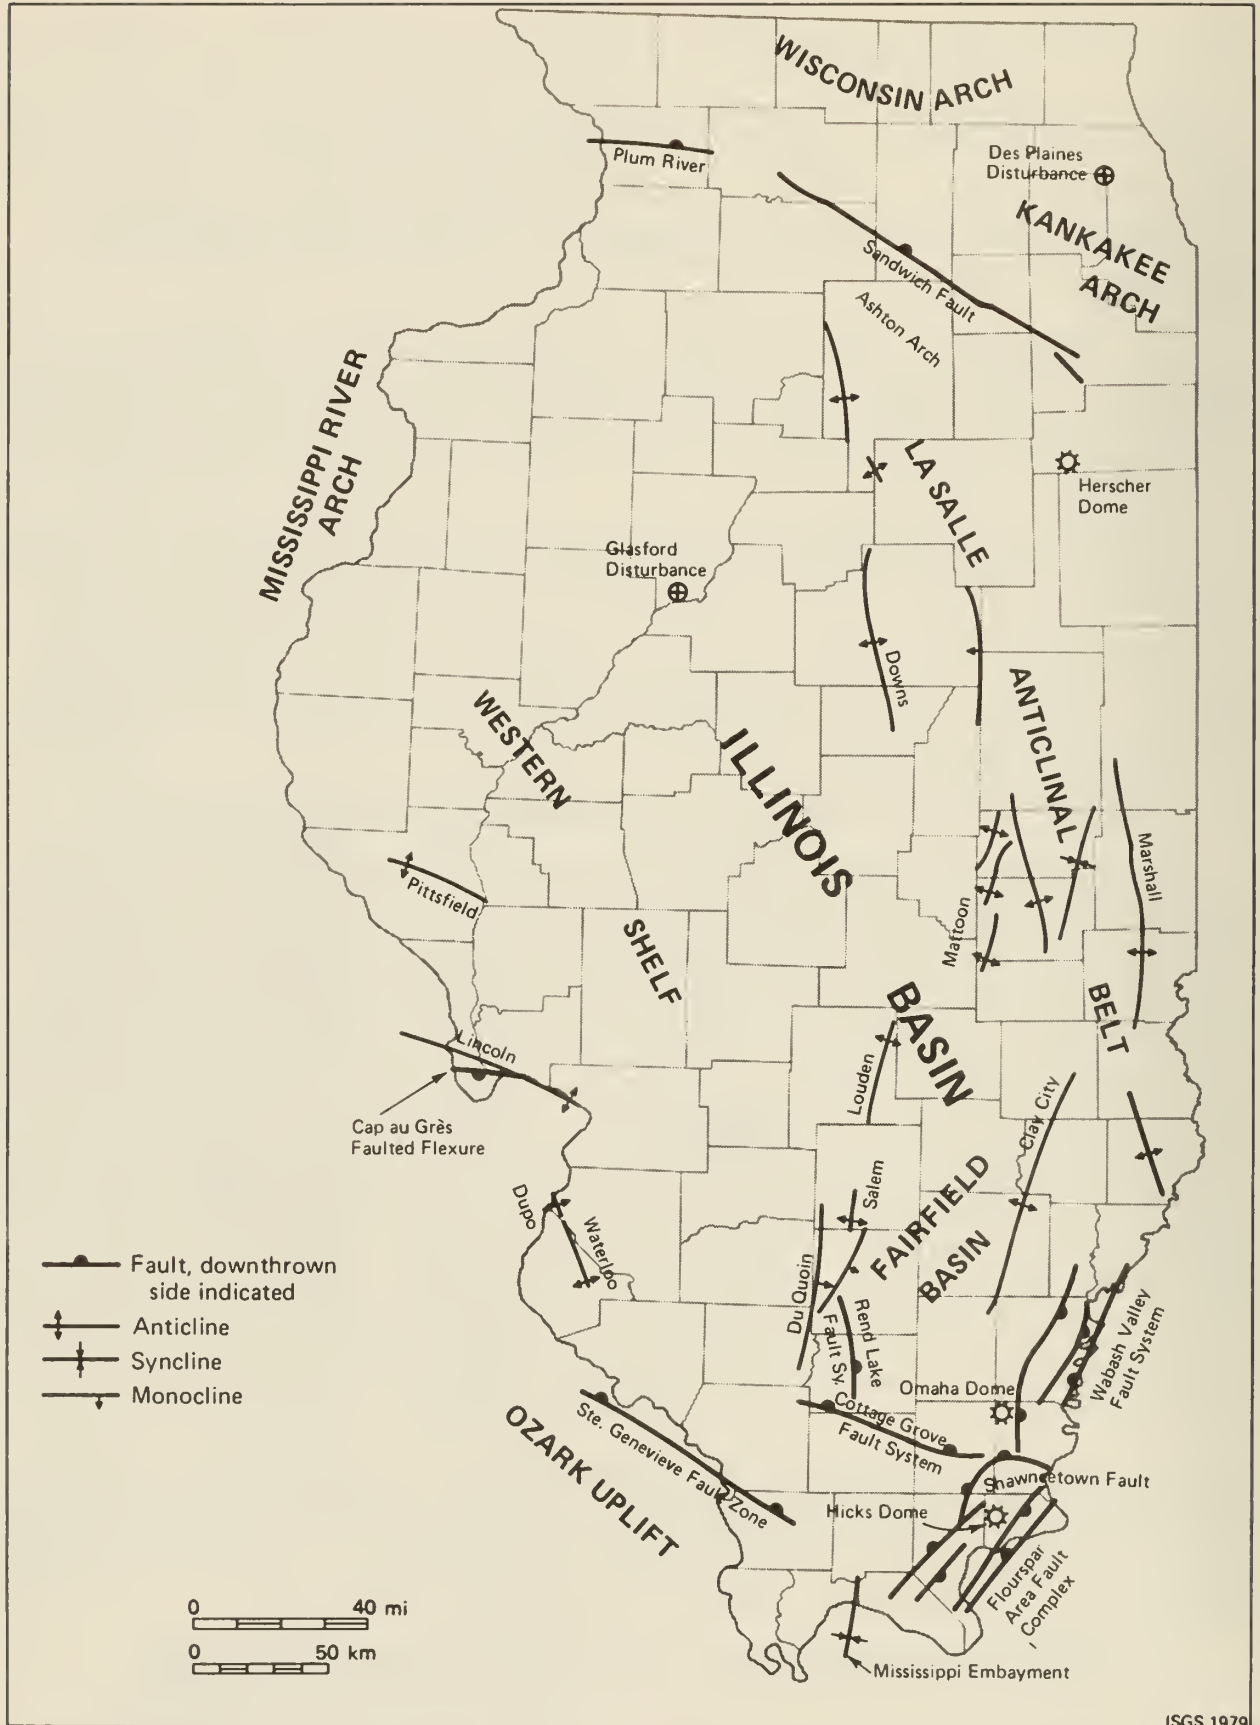 WISCONSIN ARCH
Plum River
Des Plaines
Disturbance
KANKAKEE
ARCH
Sandwich Fault
Ashton Arch
MISSISSIPPI RIVER
ARCH
LA SALLE
Herscher
Dome
Glasford
Disturbance
Downs
ANTICLINAL
WESTERN
ILLINOIS
Marshall
Pittsfield
Mattoon
SHELF
BASIN
BELT
Lincoln
Louden
Clay City
Cap au Grès
Faulted Flexure
Salem
FAIRFIELD
BASIN
Dupo
Waterloo
Du Quoin
Rend Lake
Fault Sy.
Wabash Valley
Fault System
Fault, downthrown
side indicated
Anticline
Syncline
Monocline
Omaha Dome
Cottage Grove
Fault System
Ste. Genevieve Fault Zone
OZARK UPLIFT
Shawneetown Fault
Hicks Dome
Flourspar
Area Fault
Complex
0 40 mi
0 50 km
Mississippi Embayment
ISGS 1979